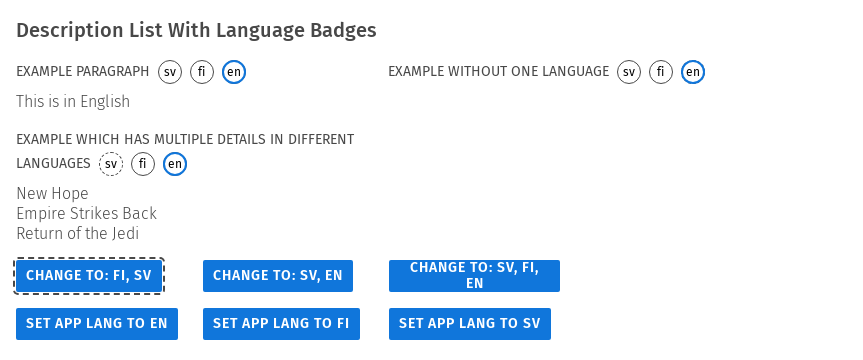 Description List With Language Badges
EXAMPLE PARAGRAPH sv fi en
EXAMPLE WITHOUT ONE LANGUAGE sv fi en
This is in English
EXAMPLE WHICH HAS MULTIPLE DETAILS IN DIFFERENT
LANGUAGES sv fi en
New Hope
Empire Strikes Back
Return of the Jedi
CHANGE TO: FI, SV
CHANGE TO: SV, EN
CHANGE TO: SV, FI,
EN
SET APP LANG TO EN
SET APP LANG TO FI
SET APP LANG TO SV